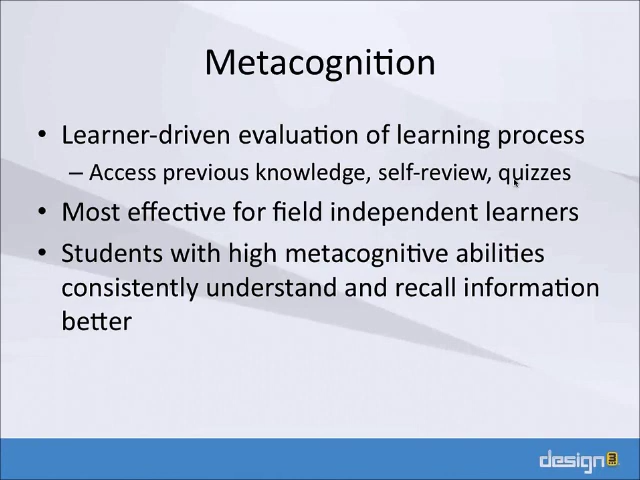 Metacognition
• Learner-driven evaluation of learning process
– Access previous knowledge, self-review, quizzes
• Most effective for field independent learners
• Students with high metacognitive abilities
consistently understand and recall information
better
design3